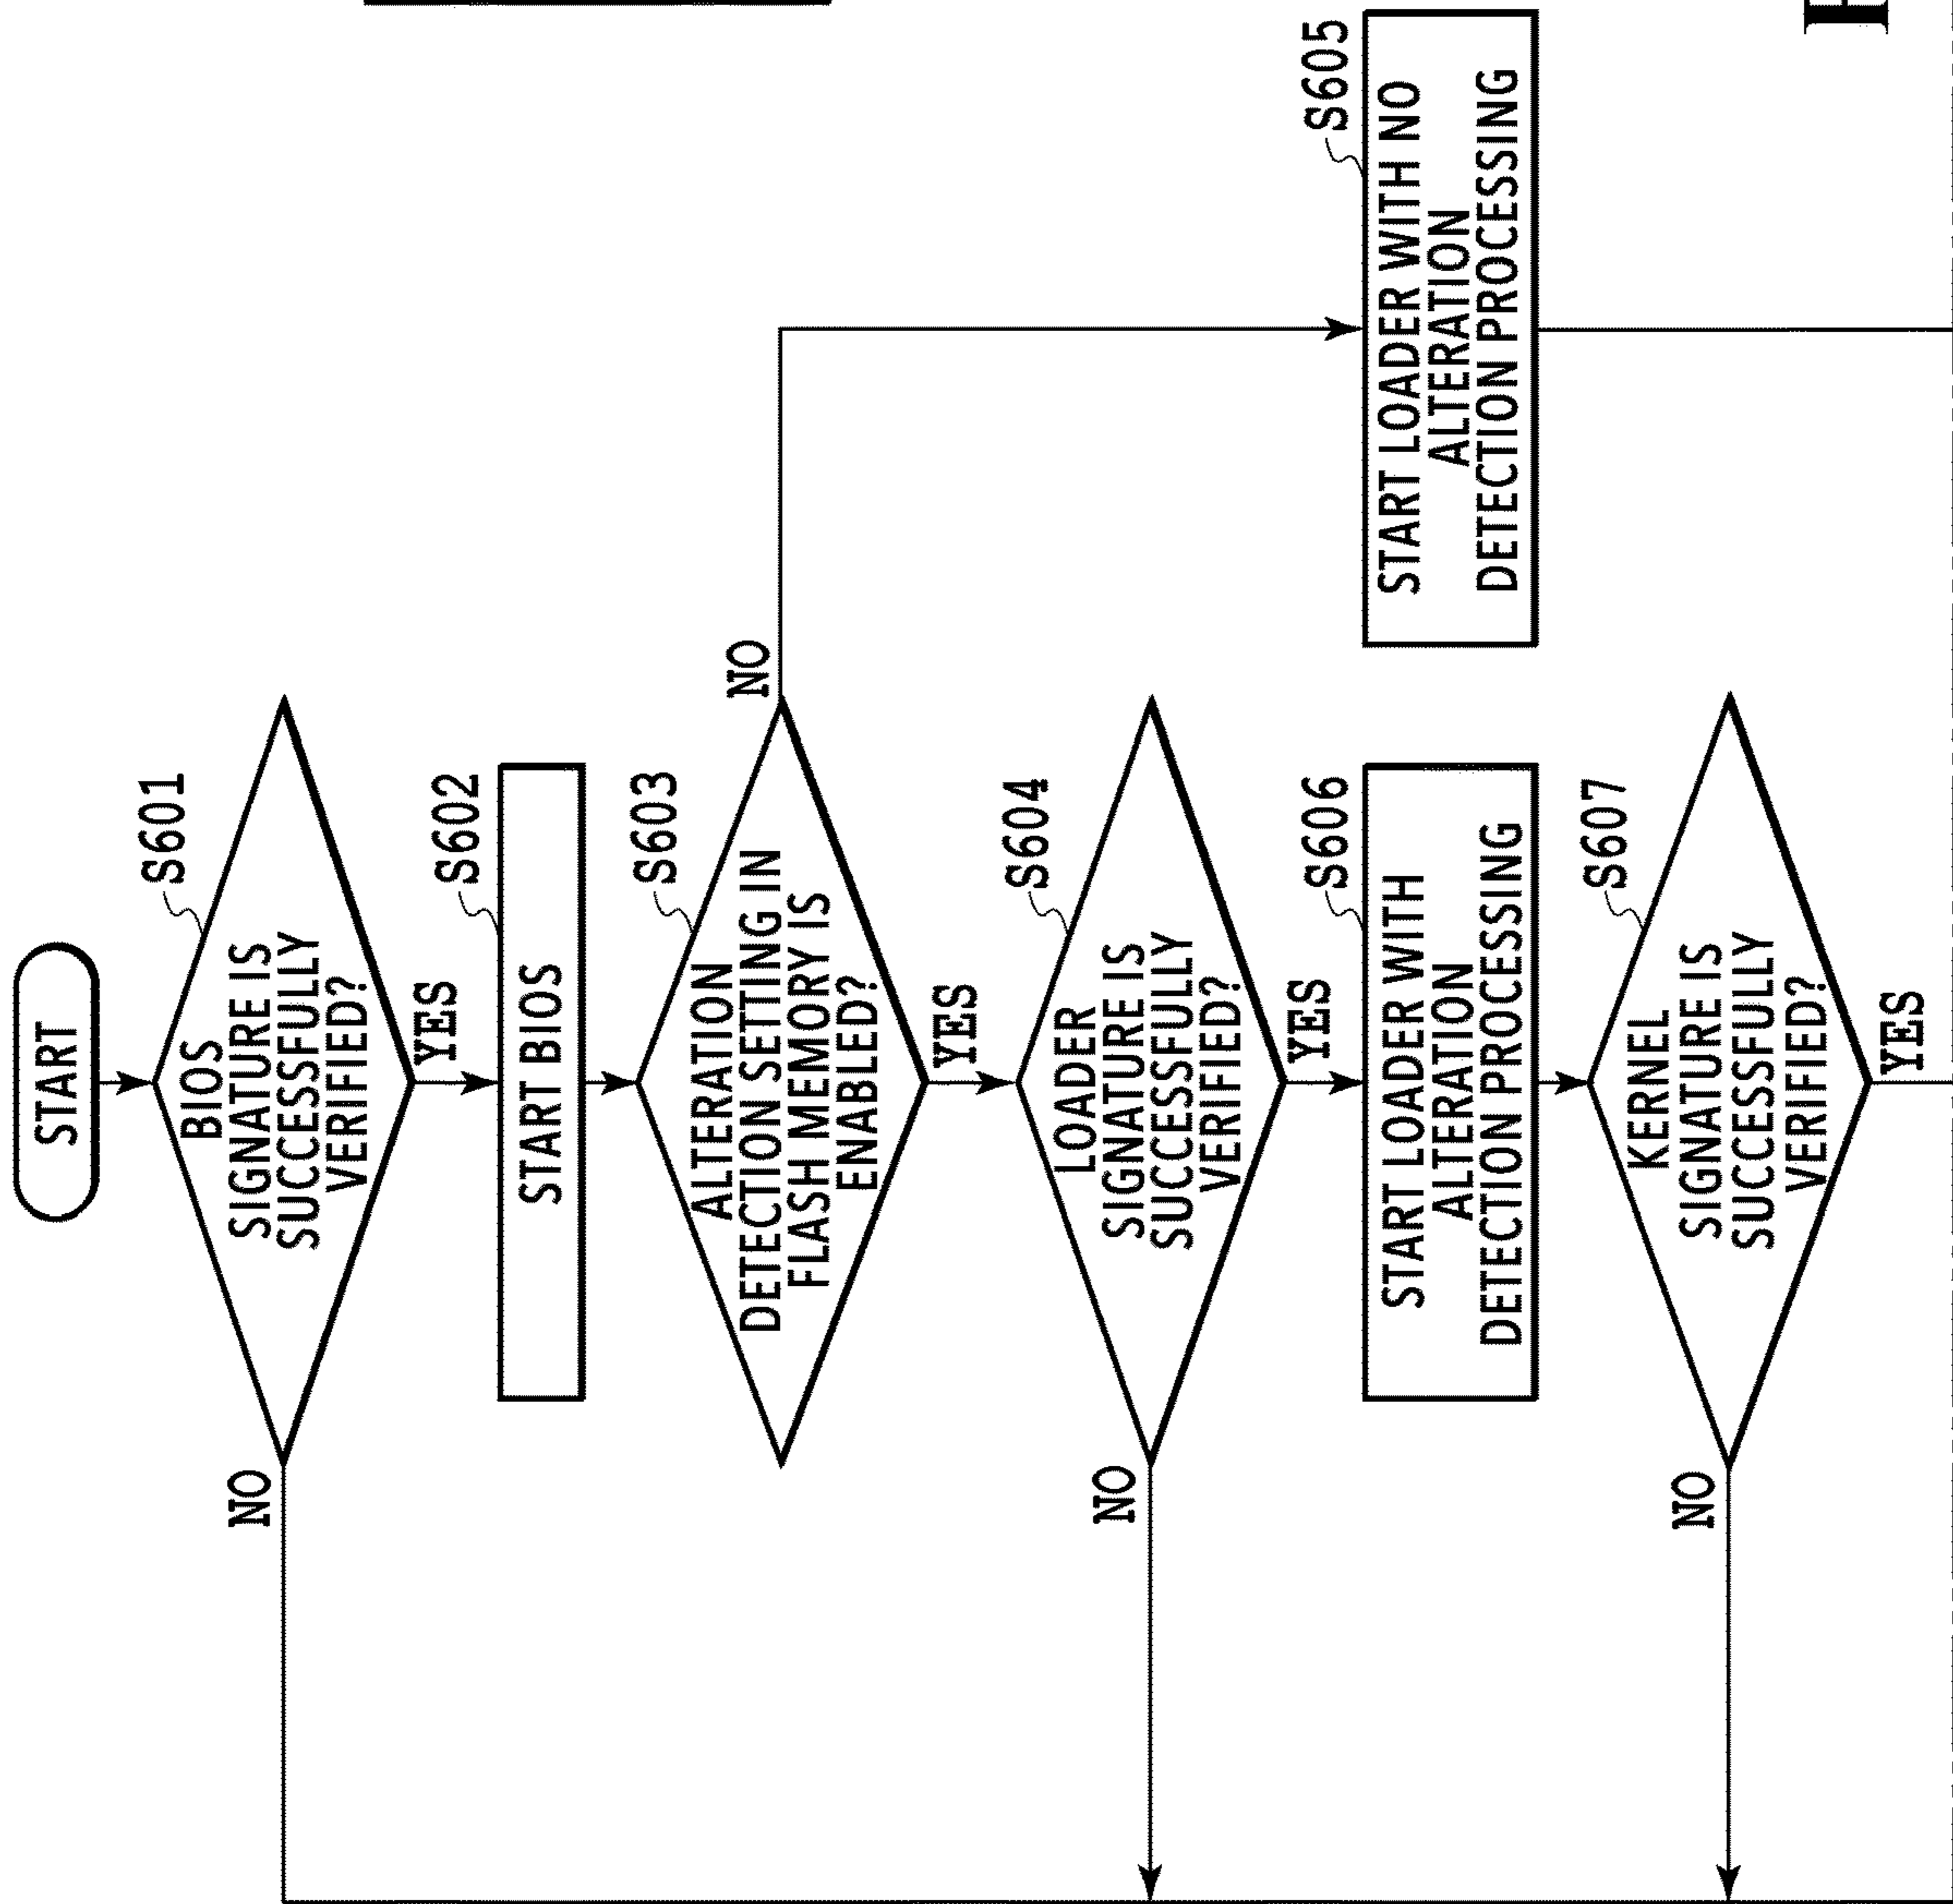 START
S601
BIOS
SIGNATURE IS
SUCCESSFULLY
VERIFIED?
NO
YES
S602
START BIOS
S603
ALTERATION
DETECTION SETTING IN
FLASH MEMORY IS
ENABLED?
NO
YES
S604
LOADER
SIGNATURE IS
SUCCESSFULLY
VERIFIED?
NO
YES
S605
START LOADER WITH NO
ALTERATION
DETECTION PROCESSING
S606
START LOADER WITH
ALTERATION
DETECTION PROCESSING
S607
KERNEL
SIGNATURE IS
SUCCESSFULLY
VERIFIED?
NO
YES